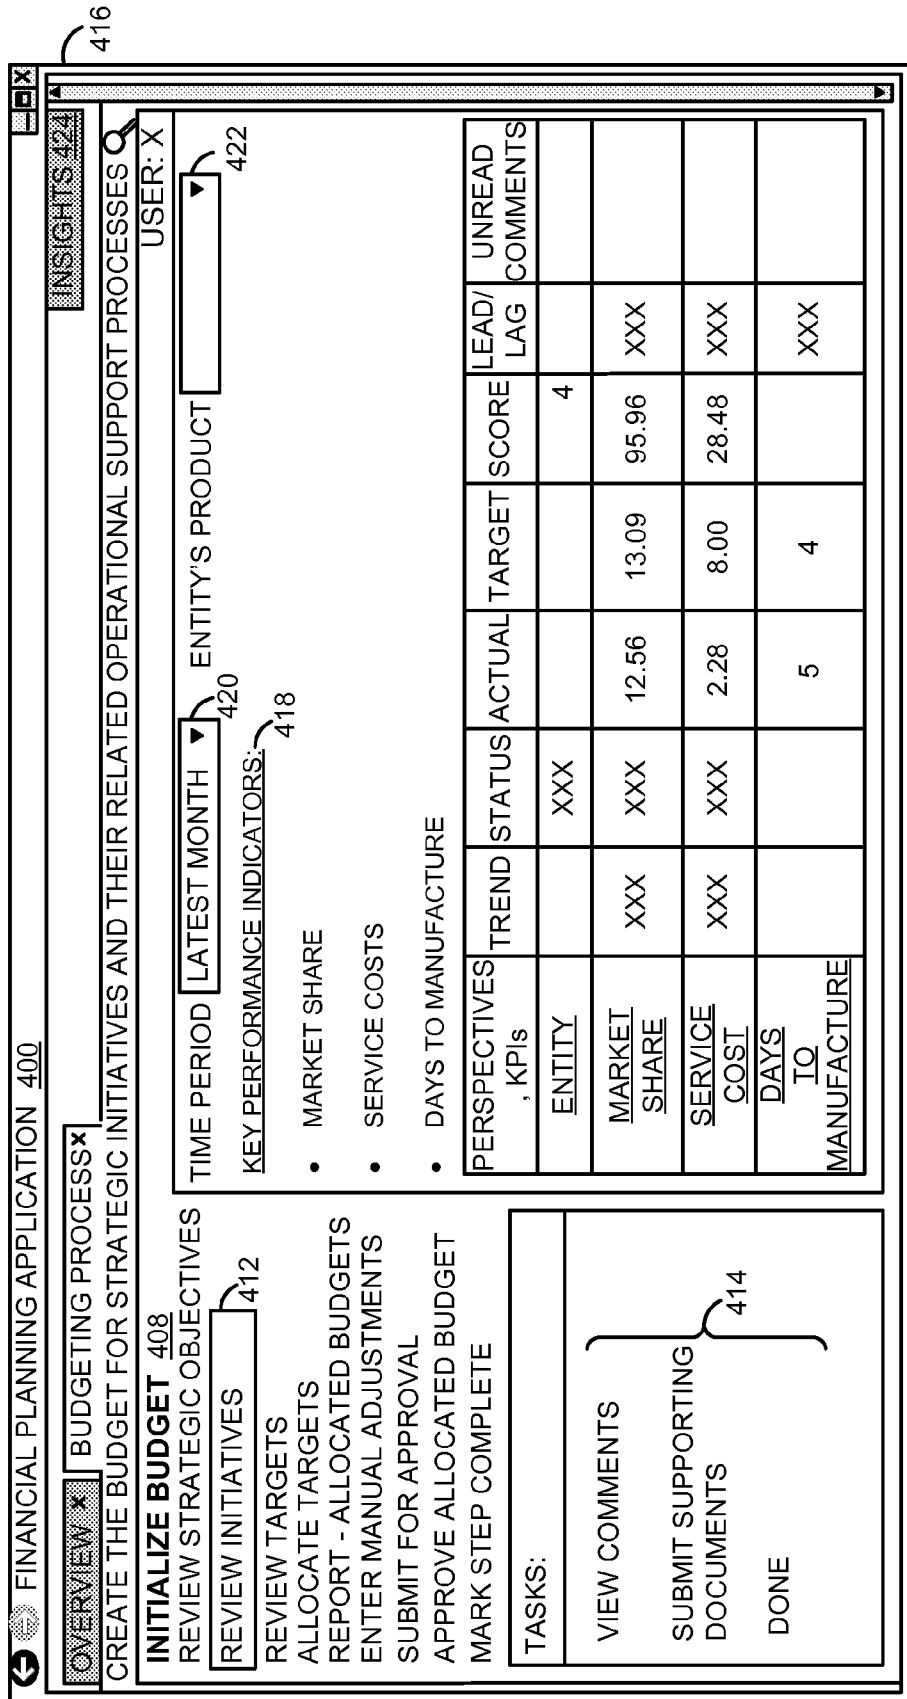 FINANCIAL PLANNING APPLICATION 400
416
OVERVIEW x
BUDGETING PROCESS x
INSIGHTS 424
CREATE THE BUDGET FOR STRATEGIC INITIATIVES AND THEIR RELATED OPERATIONAL SUPPORT PROCESSES
INITIALIZE BUDGET 408
REVIEW STRATEGIC OBJECTIVES
REVIEW INITIATIVES
412
REVIEW TARGETS
ALLOCATE TARGETS
REPORT - ALLOCATED BUDGETS
ENTER MANUAL ADJUSTMENTS
SUBMIT FOR APPROVAL
APPROVE ALLOCATED BUDGET
MARK STEP COMPLETE
TASKS:
VIEW COMMENTS
SUBMIT SUPPORTING
DOCUMENTS
DONE
414
USER: X
TIME PERIOD LATEST MONTH ENTITY'S PRODUCT
420
422
KEY PERFORMANCE INDICATORS:
418
• MARKET SHARE
• SERVICE COSTS
• DAYS TO MANUFACTURE
PERSPECTIVES TREND STATUS ACTUAL TARGET SCORE LEAD/ UNREAD
, KPIs LAG COMMENTS
ENTITY XXX 4
MARKET
SHARE XXX XXX 12.56 13.09 95.96 XXX
SERVICE
COST XXX XXX 2.28 8.00 28.48 XXX
DAYS
TO 5 4 XXX
MANUFACTURE